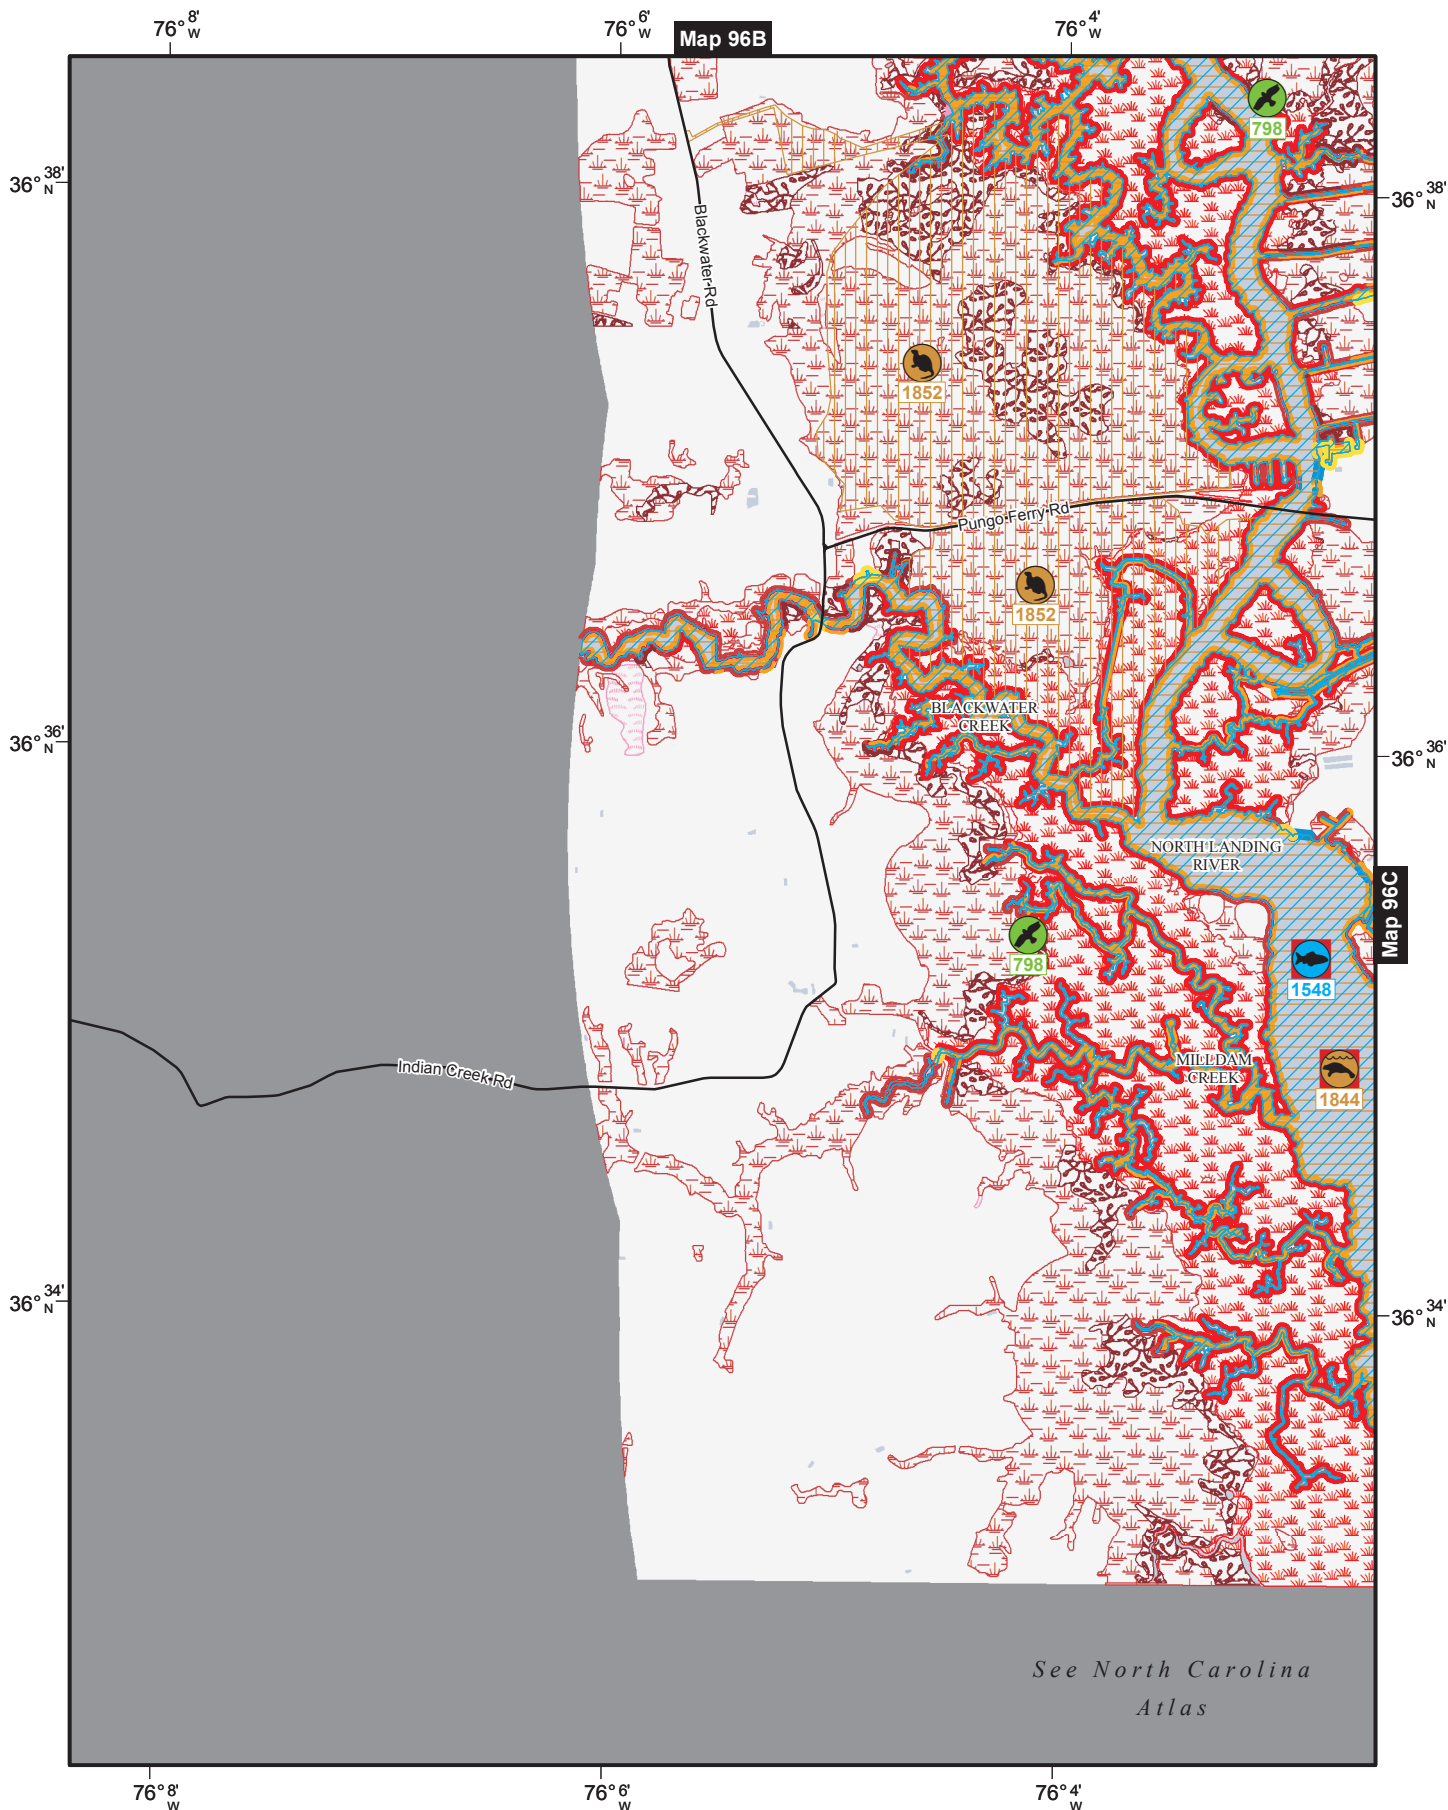 76° 8' W
76° 6' W
Map 96B
76° 4' W
798
36° 38' N
36° 38' N
Blackwater Rd
1852
Pungo Ferry Rd
1852
BLACKWATER
CREEK
36° 36' N
36° 36' N
NORTH LANDING
RIVER
Map 96C
798
1548
MILLDAM
CREEK
Indian Creek Rd
1844
36° 34' N
36° 34' N
See North Carolina
Atlas
76° 8' W
76° 6' W
76° 4' W